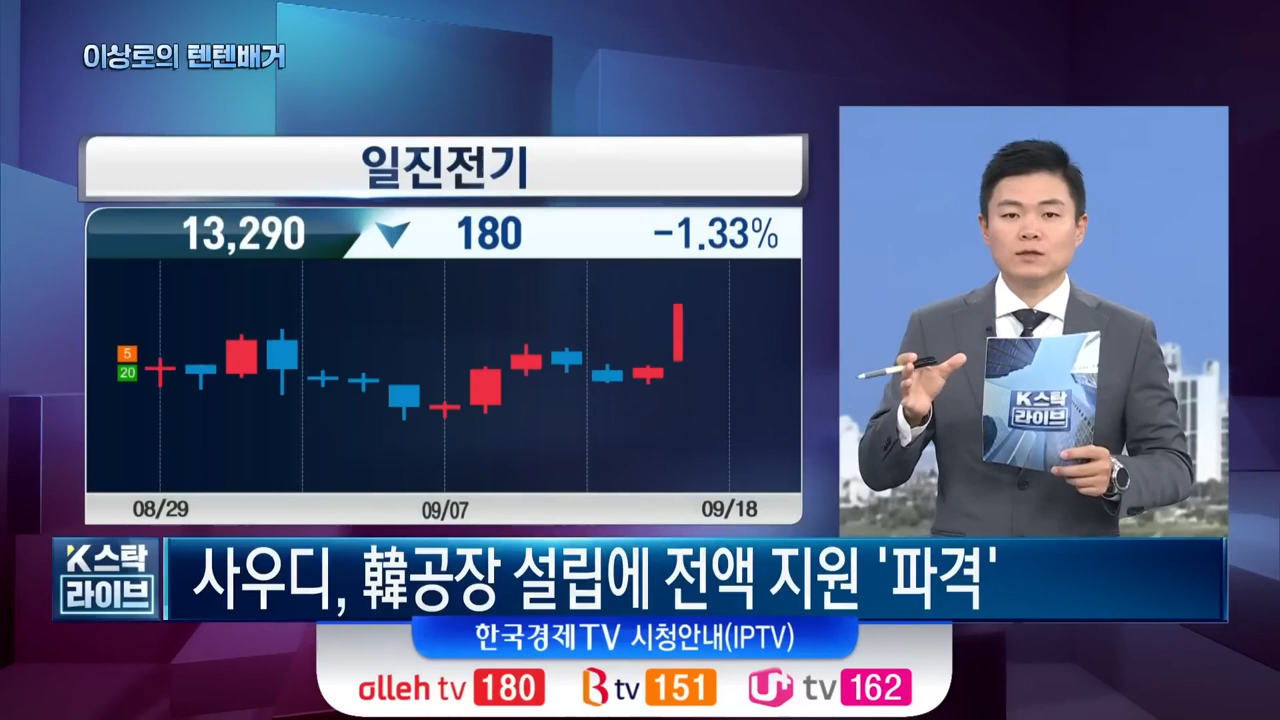 이상로의 텐텐배거
일진전기
13,290 180 -1.33%
5
20
08/29 09/07 09/18
K스탁
라이브
K스탁
라이브
사우디, 韓공장 설립에 전액 지원 '파격'
한국경제TV 시청안내(IPTV)
olleh tv 180 B tv 151 U+ tv 162